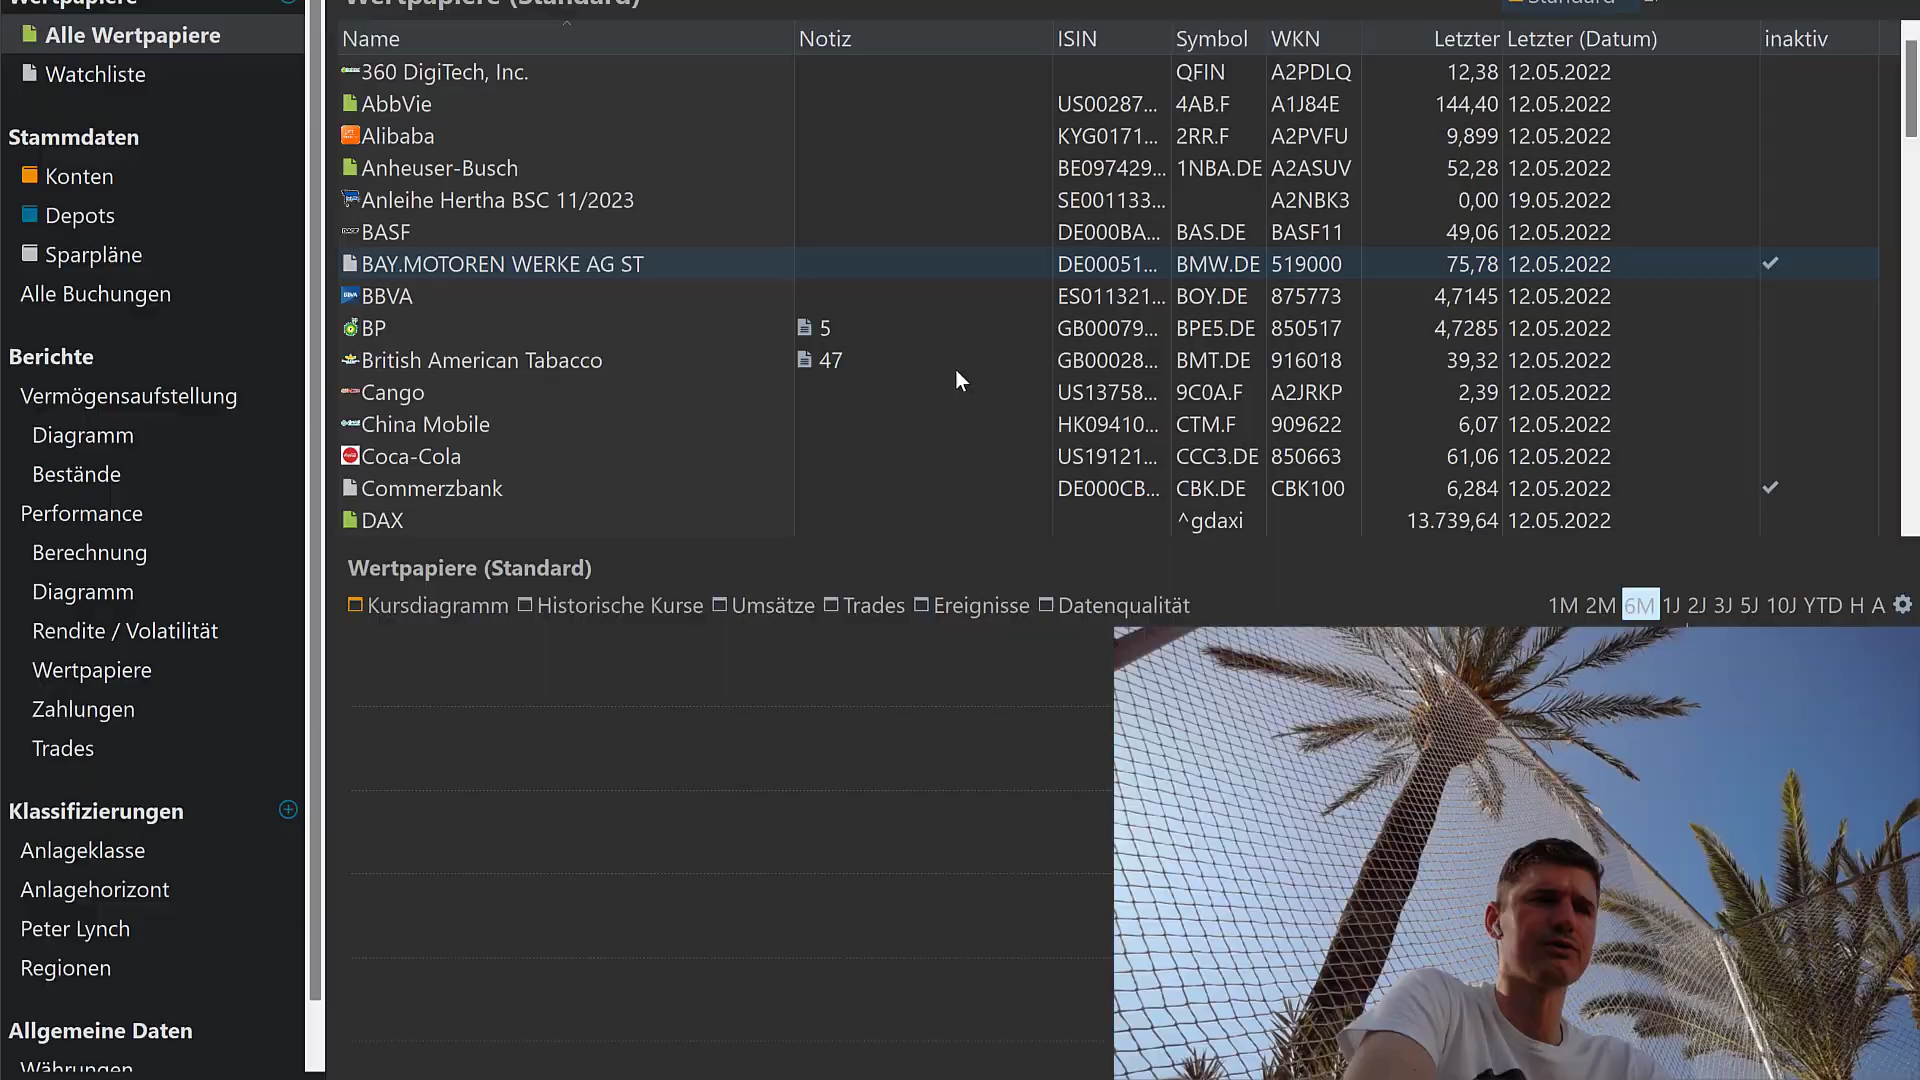 Wertpapiere
Alle Wertpapiere
Watchliste
Stammdaten
Konten
Depots
Sparpläne
Alle Buchungen
Berichte
Vermögensaufstellung
Diagramm
Bestände
Performance
Berechnung
Diagramm
Rendite / Volatilität
Wertpapiere
Zahlungen
Trades
Klassifizierungen
Anlageklasse
Anlagehorizont
Peter Lynch
Regionen
Allgemeine Daten
Währungen
Wertpapiere (Standard) Standard
Name Notiz ISIN Symbol WKN Letzter Letzter (Datum) inaktiv
360 DigiTech, Inc. QFIN A2PDLQ 12,38 12.05.2022
AbbVie US00287... 4AB.F A1J84E 144,40 12.05.2022
Alibaba KYG0171... 2RR.F A2PVFU 9,899 12.05.2022
Anheuser-Busch BE097429... 1NBA.DE A2ASUV 52,28 12.05.2022
Anleihe Hertha BSC 11/2023 SE001133... A2NBK3 0,00 19.05.2022
BASF DE000BA... BAS.DE BASF11 49,06 12.05.2022
BAY.MOTOREN WERKE AG ST DE00051... BMW.DE 519000 75,78 12.05.2022
BBVA ES011321... BOY.DE 875773 4,7145 12.05.2022
BP 5 GB00079... BPE5.DE 850517 4,7285 12.05.2022
British American Tabacco 47 GB00028... BMT.DE 916018 39,32 12.05.2022
Cango US13758... 9C0A.F A2JRKP 2,39 12.05.2022
China Mobile HK09410... CTM.F 909622 6,07 12.05.2022
Coca-Cola US19121... CCC3.DE 850663 61,06 12.05.2022
Commerzbank DE000CB... CBK.DE CBK100 6,284 12.05.2022
DAX ^gdaxi 13.739,64 12.05.2022
Wertpapiere (Standard)
Kursdiagramm Historische Kurse Umsätze Trades Ereignisse Datenqualität 1M 2M 6M 1J 2J 3J 5J 10J YTD H A